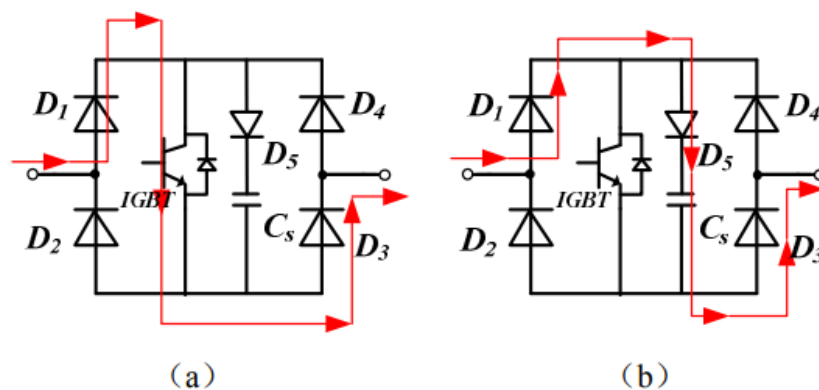 D1 D4 D1 D4
D5 D5
IGBT IGBT
D2 Cs D3 D2 Cs D3
(a) (b)